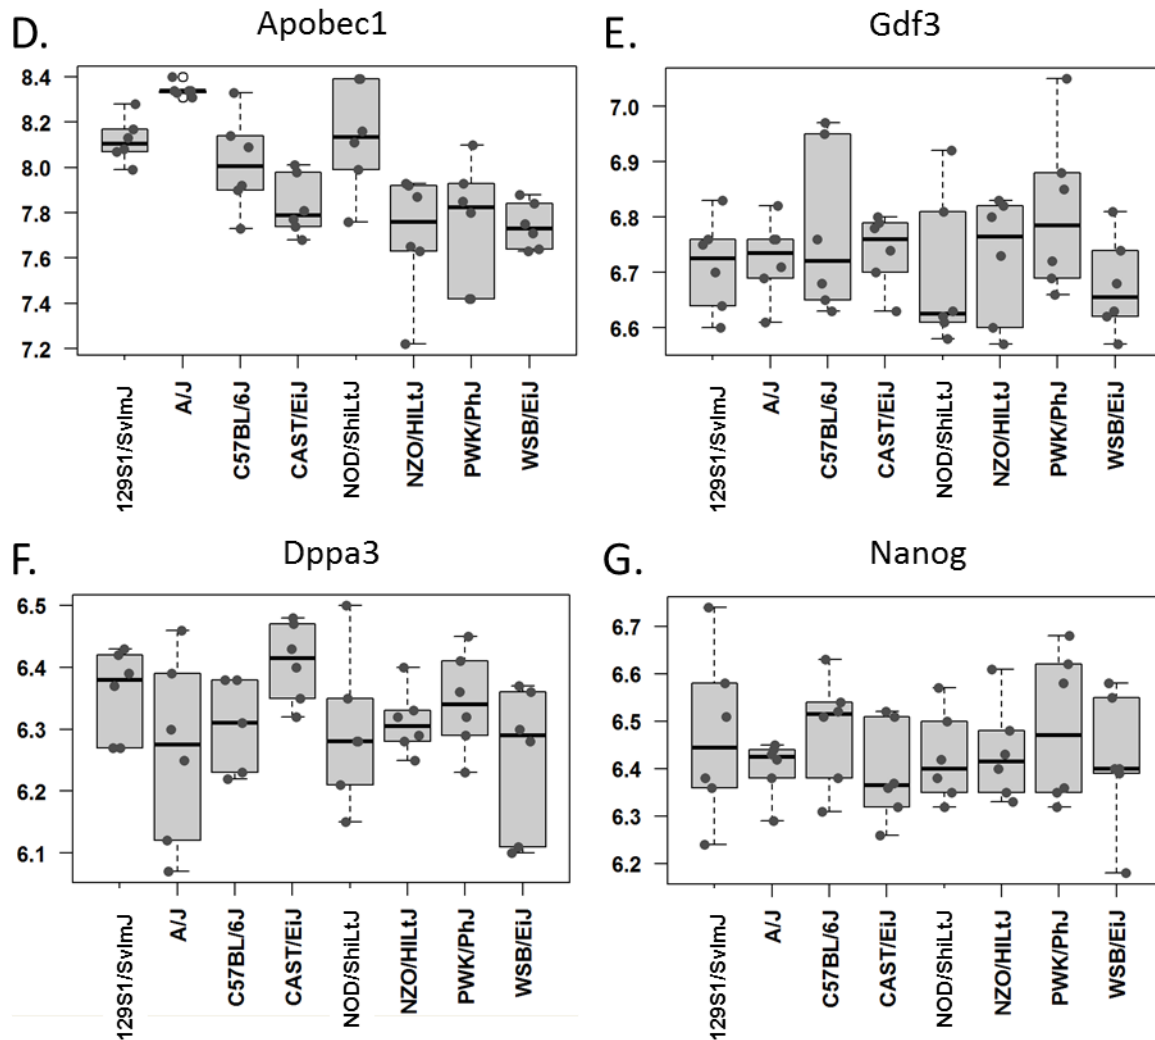 D. Apobec1
8.4
8.2
8.0
7.8
7.6
7.4
7.2
129S1/SvImJ
A/J
C57BL/6J
CAST/EiJ
NOD/ShiLtJ
NZO/HILtJ
PWK/PhJ
WSB/EiJ
E. Gdf3
7.0
6.9
6.8
6.7
6.6
129S1/SvImJ
A/J
C57BL/6J
CAST/EiJ
NOD/ShiLtJ
NZO/HILtJ
PWK/PhJ
WSB/EiJ
F. Dppa3
6.5
6.4
6.3
6.2
6.1
129S1/SvImJ
A/J
C57BL/6J
CAST/EiJ
NOD/ShiLtJ
NZO/HILtJ
PWK/PhJ
WSB/EiJ
G. Nanog
6.7
6.6
6.5
6.4
6.3
6.2
129S1/SvImJ
A/J
C57BL/6J
CAST/EiJ
NOD/ShiLtJ
NZO/HILtJ
PWK/PhJ
WSB/EiJ